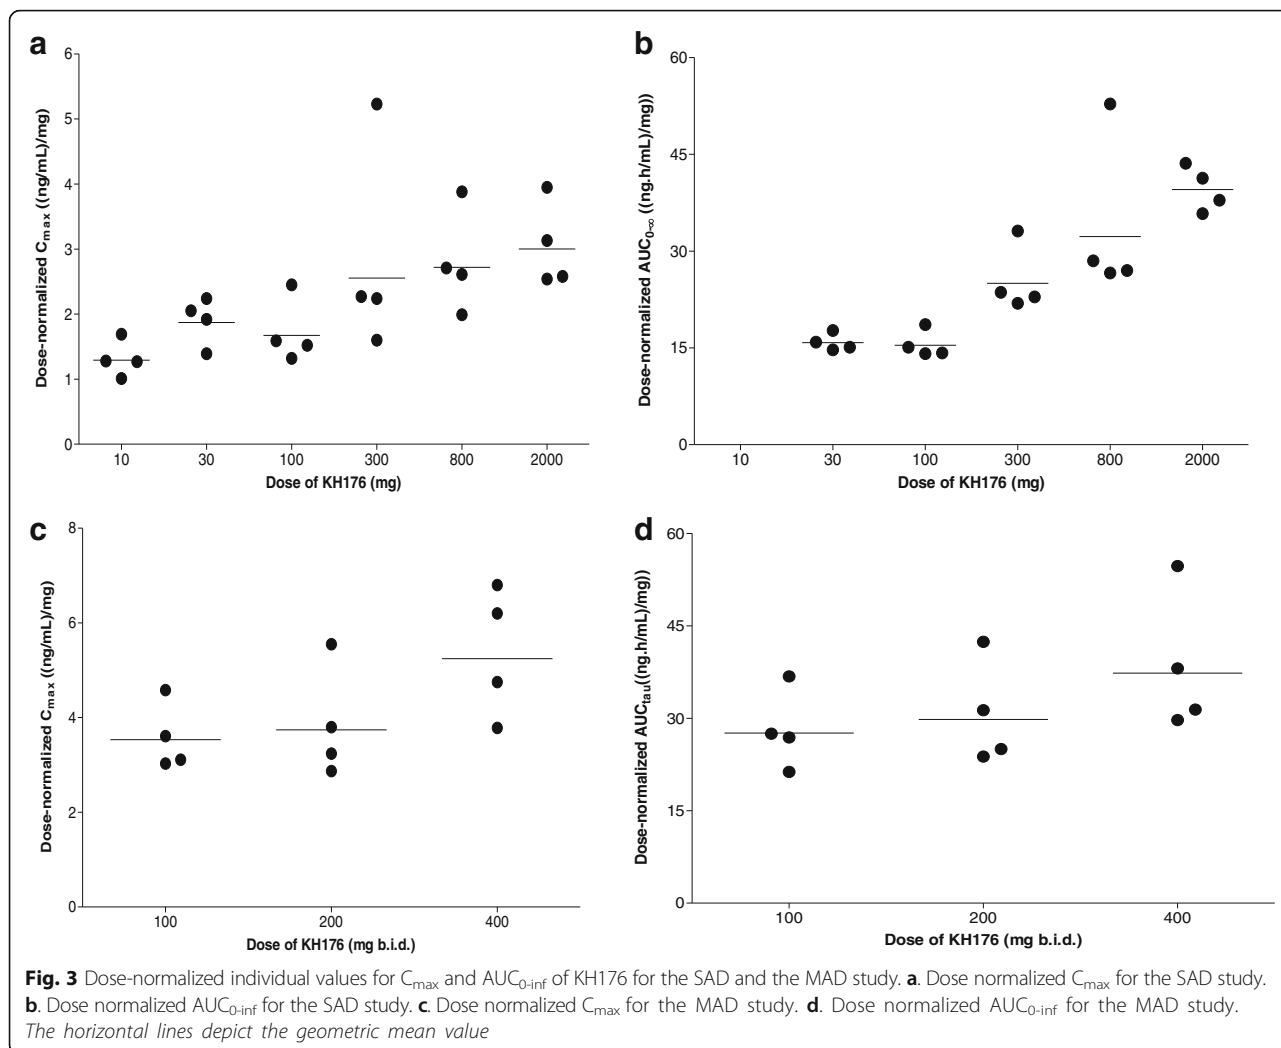 a
6
5
4
3
2
1
0
Dose-normalized Cmax ((ng/mL)/mg)
10 30 100 300 800 2000
Dose of KH176 (mg)
b
60
45
30
15
0
Dose-normalized AUC0-∞ ((ng.h/mL)/mg))
10 30 100 300 800 2000
Dose of KH176 (mg)
c
8
6
4
2
0
Dose-normalized Cmax ((ng/mL)/mg)
100 200 400
Dose of KH176 (mg b.i.d.)
d
60
45
30
15
0
Dose-normalized AUCtau((ng.h/mL)/mg))
100 200 400
Dose of KH176 (mg b.i.d.)
Fig. 3 Dose-normalized individual values for Cmax and AUC0-inf of KH176 for the SAD and the MAD study. a. Dose normalized Cmax for the SAD study.
b. Dose normalized AUC0-inf for the SAD study. c. Dose normalized Cmax for the MAD study. d. Dose normalized AUC0-inf for the MAD study.
The horizontal lines depict the geometric mean value